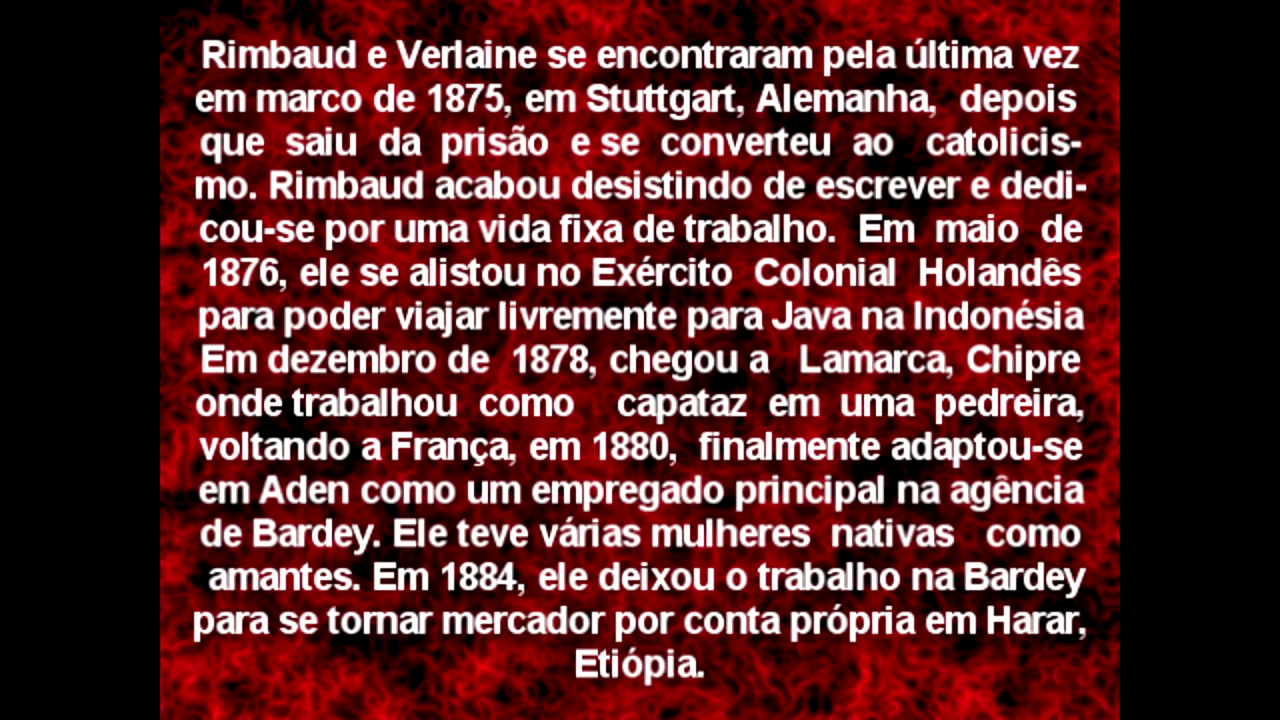 Rimbaud e Verlaine se encontraram pela última vez
em marco de 1875, em Stuttgart, Alemanha, depois
que saiu da prisão e se converteu ao catolicis-
mo. Rimbaud acabou desistindo de escrever e dedi-
cou-se por uma vida fixa de trabalho. Em maio de
1876, ele se alistou no Exército Colonial Holandês
para poder viajar livremente para Java na Indonésia
Em dezembro de 1878, chegou a Lamarca, Chipre
onde trabalhou como capataz em uma pedreira,
voltando a França, em 1880, finalmente adaptou-se
em Aden como um empregado principal na agência
de Bardey. Ele teve várias mulheres nativas como
amantes. Em 1884, ele deixou o trabalho na Bardey
para se tornar mercador por conta própria em Harar,
Etiópia.